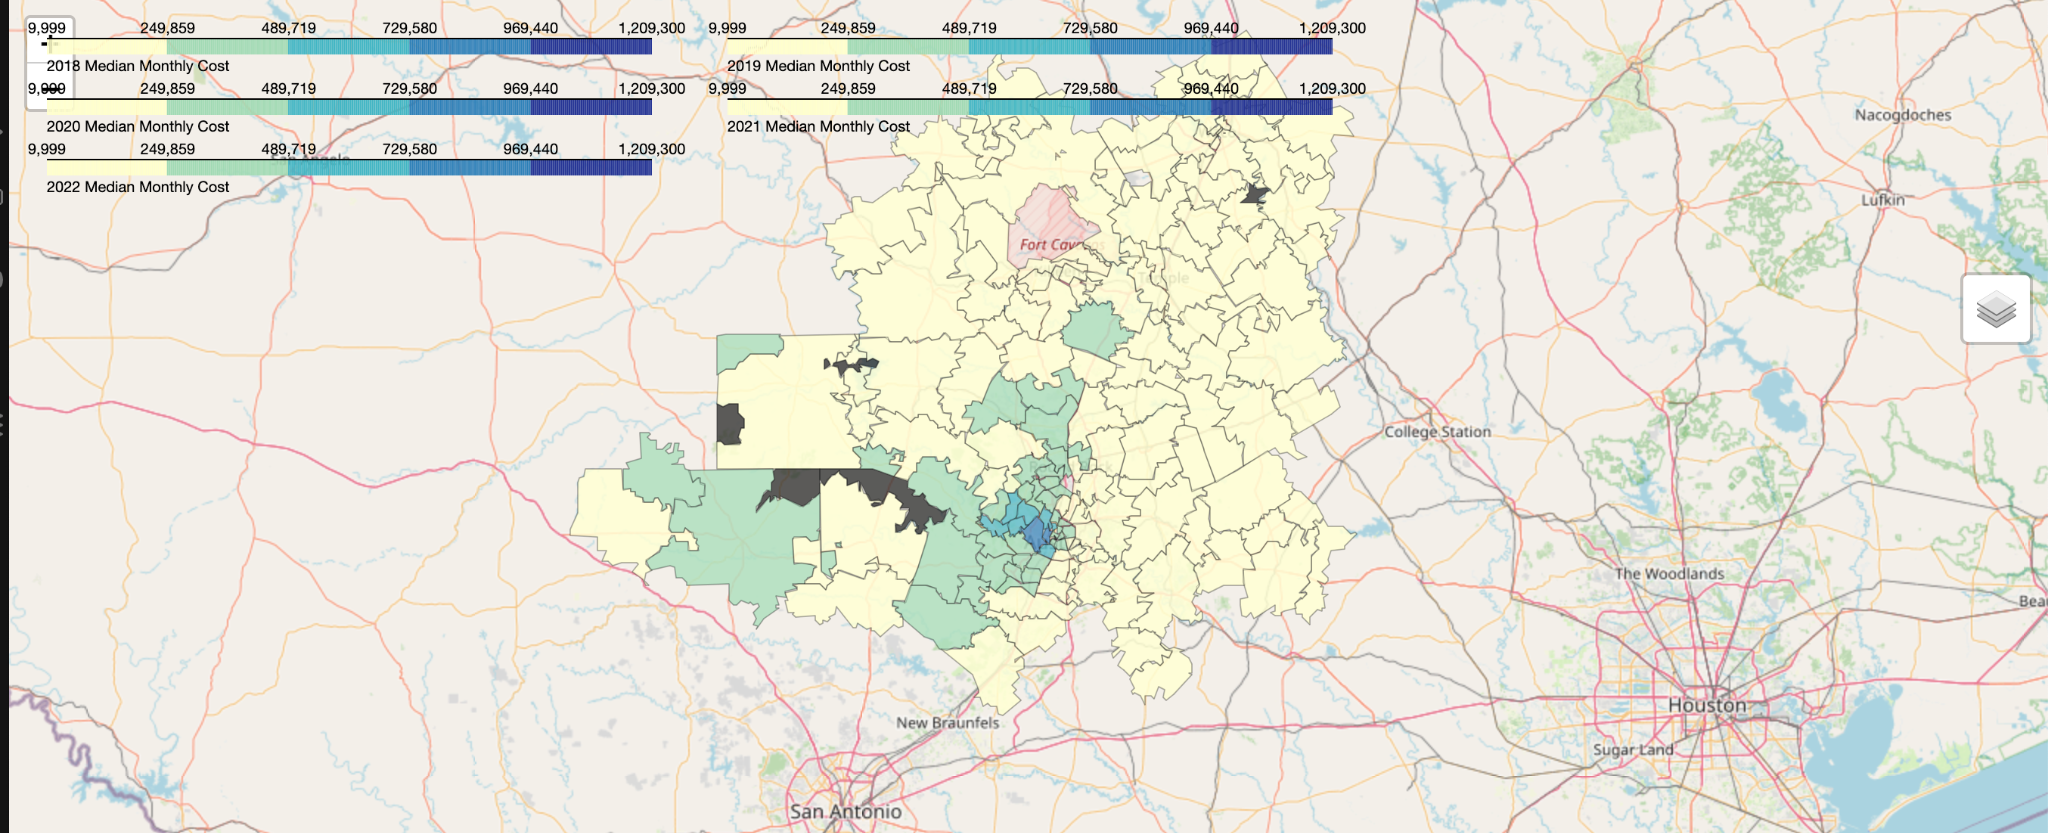 9,999 249,859 489,719 729,580 969,440 1,209,300
2018 Median Monthly Cost
9,999 249,859 489,719 729,580 969,440 1,209,300
2019 Median Monthly Cost
9,999 249,859 489,719 729,580 969,440 1,209,300
2020 Median Monthly Cost
9,999 249,859 489,719 729,580 969,440 1,209,300
2021 Median Monthly Cost
9,999 249,859 489,719 729,580 969,440 1,209,300
2022 Median Monthly Cost
San Angelo
Nacogdoches
Lufkin
Fort Cavazos
Temple
College Station
The Woodlands
Houston
Sugar Land
New Braunfels
San Antonio